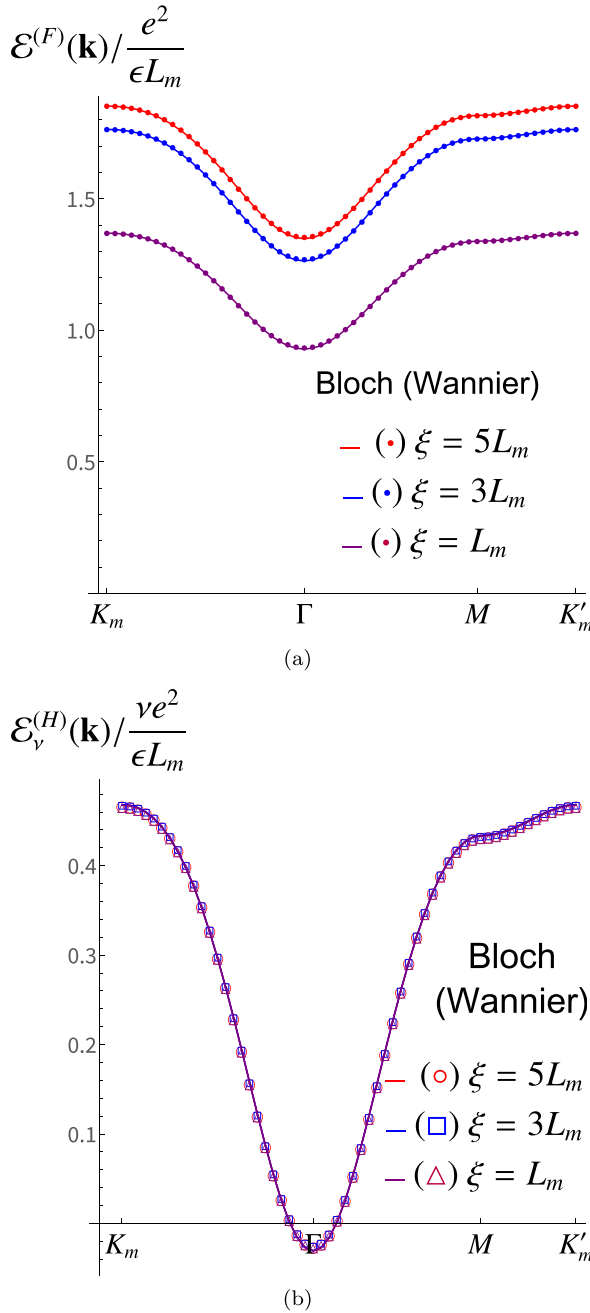 ℰ^(F)(k)/ e²/ϵL_m
1.5
1.0
0.5
Bloch (Wannier)
— (•) ξ = 5L_m
— (•) ξ = 3L_m
— (•) ξ = L_m
K_m Γ M K′_m
(a)
ℰ_ν^(H)(k)/ νe²/ϵL_m
0.4
0.3
0.2
0.1
Bloch
(Wannier)
— (○) ξ = 5L_m
— (□) ξ = 3L_m
— (△) ξ = L_m
K_m Γ M K′_m
(b)